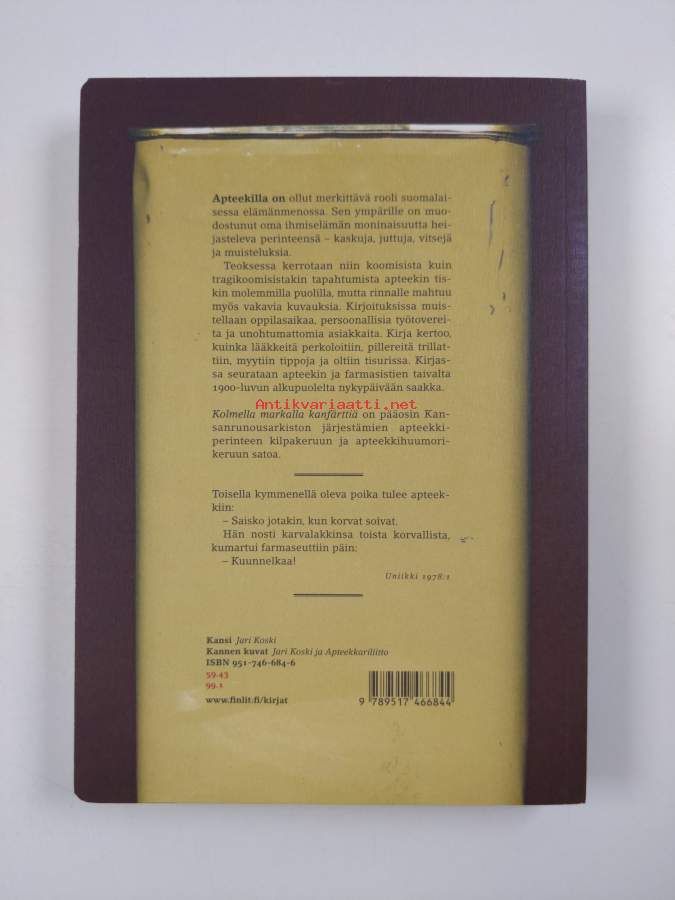 Apteekilla on ollut merkittävä rooli suomalai-
sessa elämänmenossa. Sen ympärille on muo-
dostunut oma ihmiselämän moninaisuutta hei-
jasteleva perinteensä – kaskuja, juttuja, vitsejä
ja muisteluksia.
Teoksessa kerrotaan niin koomisista kuin
tragikoomisistakin tapahtumista apteekin tis-
kin molemmilla puolilla, mutta rinnalle mahtuu
myös vakavia kuvauksia. Kirjoituksissa muis-
tellaan oppilasaikaa, persoonallisia työtoverei-
ta ja unohtumattomia asiakkaita. Kirja kertoo,
kuinka lääkkeitä perkoloitiin, pillereitä trillat-
tiin, myytiin tippoja ja oltiin tisurissa. Kirjas-
sa seurataan apteekin ja farmasistien taivalta
1900-luvun alkupuolelta nykypäivään saakka.
Antikvariaatti.net
Kolmella markalla kanfärttiä on pääosin Kan-
sanrunousarkiston järjestämien apteekki-
perinteen kilpakeruun ja apteekkihuumori-
keruun satoa.
Toisella kymmenellä oleva poika tulee apteek-
kiin:
– Saisko jotakin, kun korvat soivat.
Hän nosti karvalakkinsa toista korvallista,
kumartui farmaseuttiin päin:
– Kuunnelkaa!
Uniikki 1978:1
Kansi Jari Koski
Kannen kuvat Jari Koski ja Apteekkariliitto
ISBN 951-746-684-6
59.43
99.1
www.finlit.fi/kirjat
9 789517 466844